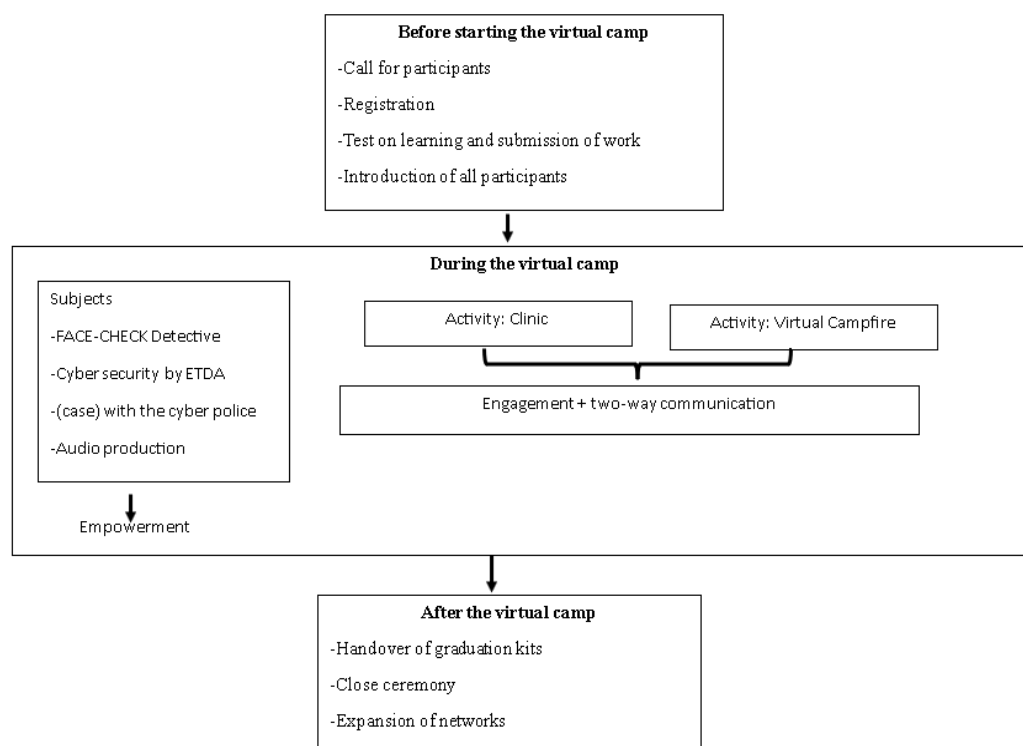 Before starting the virtual camp
-Call for participants
-Registration
-Test on learning and submission of work
-Introduction of all participants
During the virtual camp
Subjects
-FACE-CHECK Detective
-Cyber security by ETDA
-(case) with the cyber police
-Audio production
Empowerment
Activity: Clinic
Activity: Virtual Campfire
Engagement + two-way communication
After the virtual camp
-Handover of graduation kits
-Close ceremony
-Expansion of networks